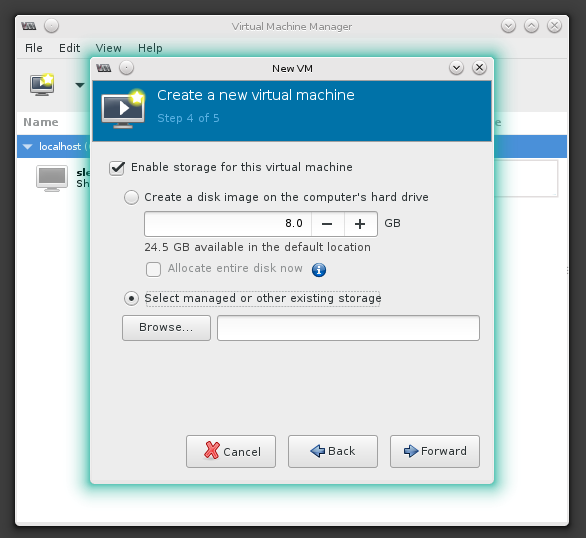 Virtual Machine Manager
File Edit View Help
New VM
Create a new virtual machine
Step 4 of 5
Name
localhost
sle
Sh
Enable storage for this virtual machine
Create a disk image on the computer's hard drive
8.0 GB
24.5 GB available in the default location
Allocate entire disk now
Select managed or other existing storage
Browse...
Cancel Back Forward